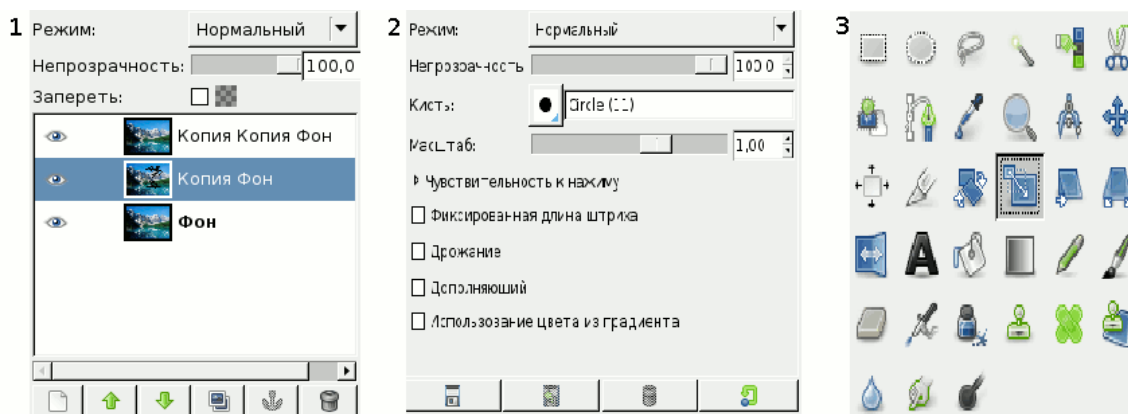 1
Режим: Нормальный
Непрозрачность: 100,0
Запереть:
Копия Копия Фон
Копия Фон
Фон
2
Режим: Нормальный
Непрозрачность 100 0
Кисть: Circle (11)
Масштаб: 1,00
Чувствительность к нажиму
Фиксированная длина штриха
Дрожание
Дополняющий
Использование цвета из градиента
3